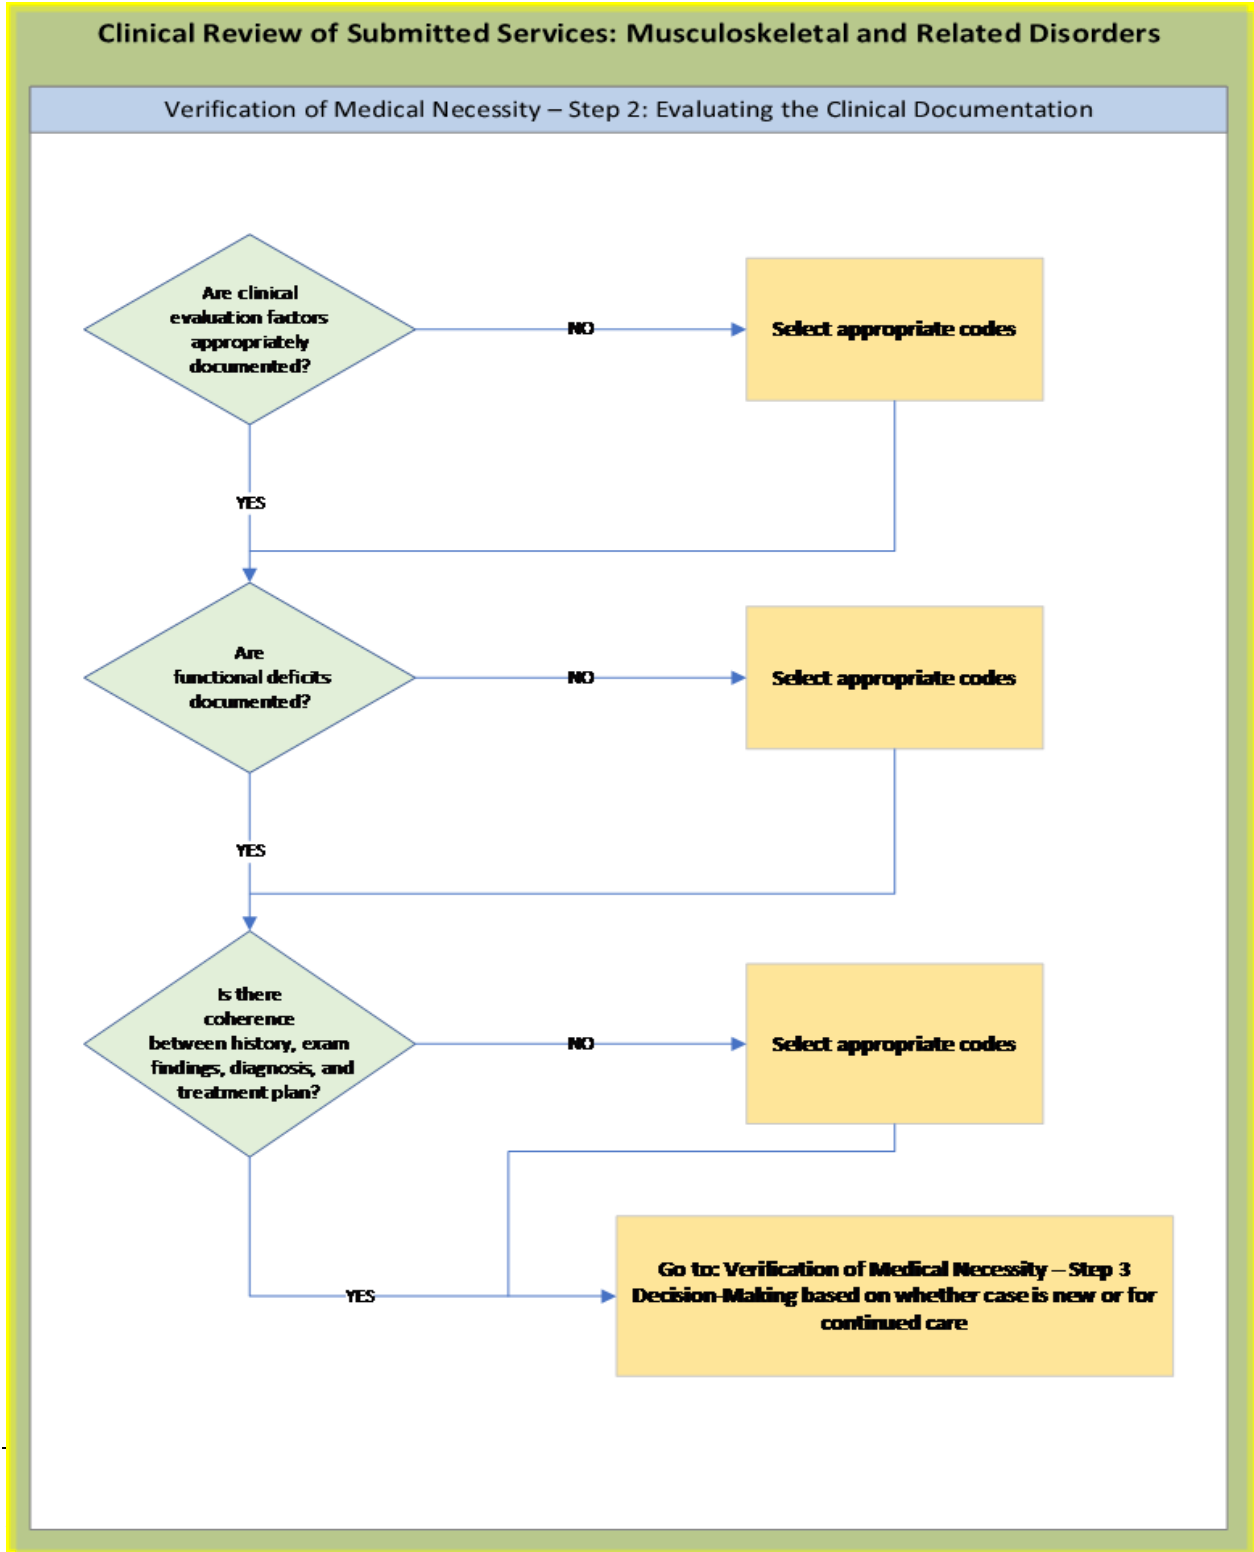 Clinical Review of Submitted Services: Musculoskeletal and Related Disorders
Verification of Medical Necessity – Step 2: Evaluating the Clinical Documentation
Are clinical
evaluation factors
appropriately
documented?
NO
Select appropriate codes
YES
Are
functional deficits
documented?
NO
Select appropriate codes
YES
Is there
coherence
between history, exam
findings, diagnosis, and
treatment plan?
NO
Select appropriate codes
YES
Go to: Verification of Medical Necessity – Step 3
Decision-Making based on whether case is new or for
continued care